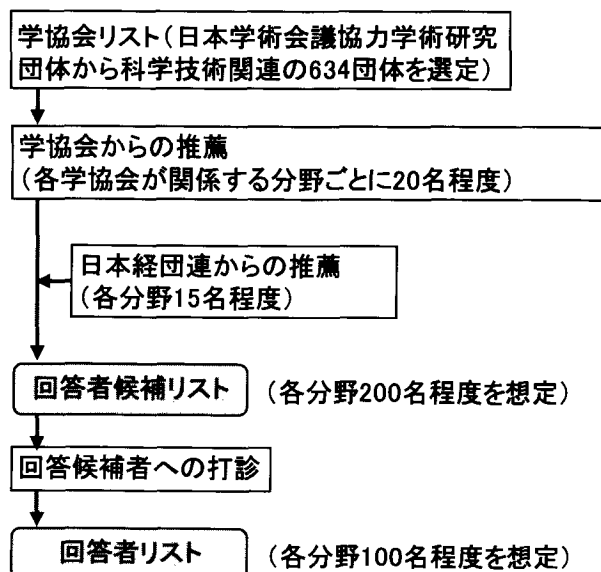 学協会リスト(日本学術会議協力学術研究
団体から科学技術関連の634団体を選定)
学協会からの推薦
(各学協会が関係する分野ごとに20名程度)
日本経団連からの推薦
(各分野15名程度)
回答者候補リスト (各分野200名程度を想定)
回答候補者への打診
回答者リスト (各分野100名程度を想定)